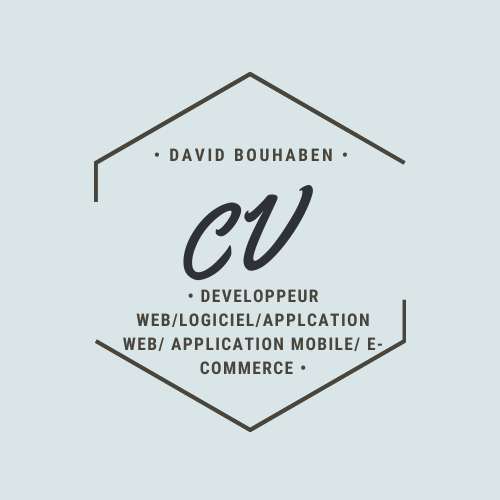 • DAVID BOUHABEN •
CV
• DEVELOPPEUR
WEB/LOGICIEL/APPLCATION
WEB/ APPLICATION MOBILE/ E-
COMMERCE •